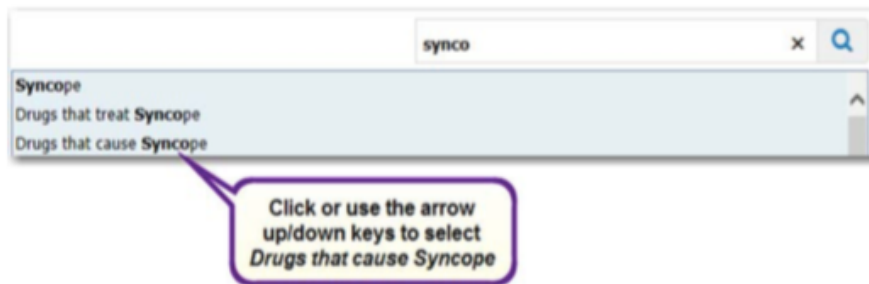 synco
Syncope
Drugs that treat Syncope
Drugs that cause Syncope
Click or use the arrow
up/down keys to select
Drugs that cause Syncope